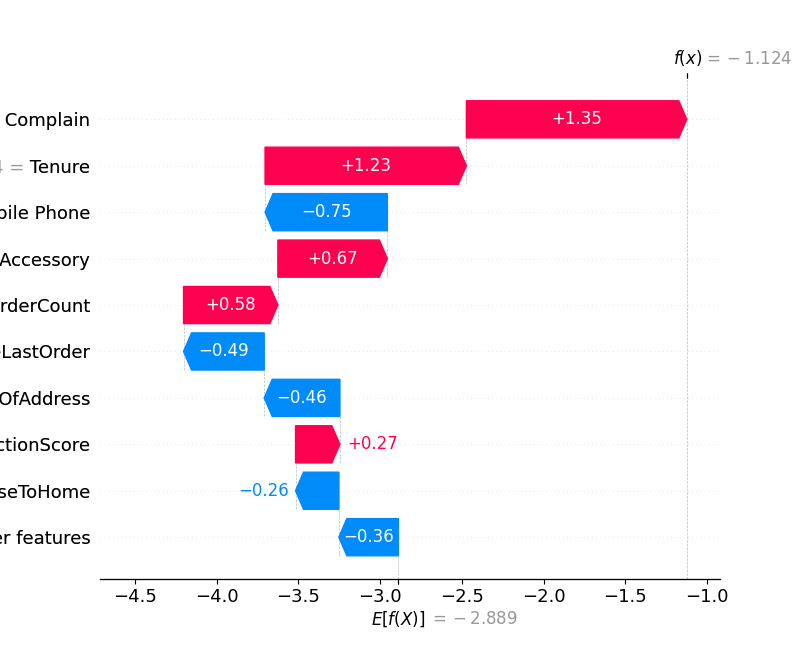 f(x) = −1.124
Complain
+1.35
= Tenure
+1.23
bile Phone
−0.75
Accessory
+0.67
rderCount
+0.58
LastOrder
−0.49
OfAddress
−0.46
ctionScore
+0.27
seToHome
−0.26
er features
−0.36
−4.5 −4.0 −3.5 −3.0 −2.5 −2.0 −1.5 −1.0
E[f(X)] = −2.889